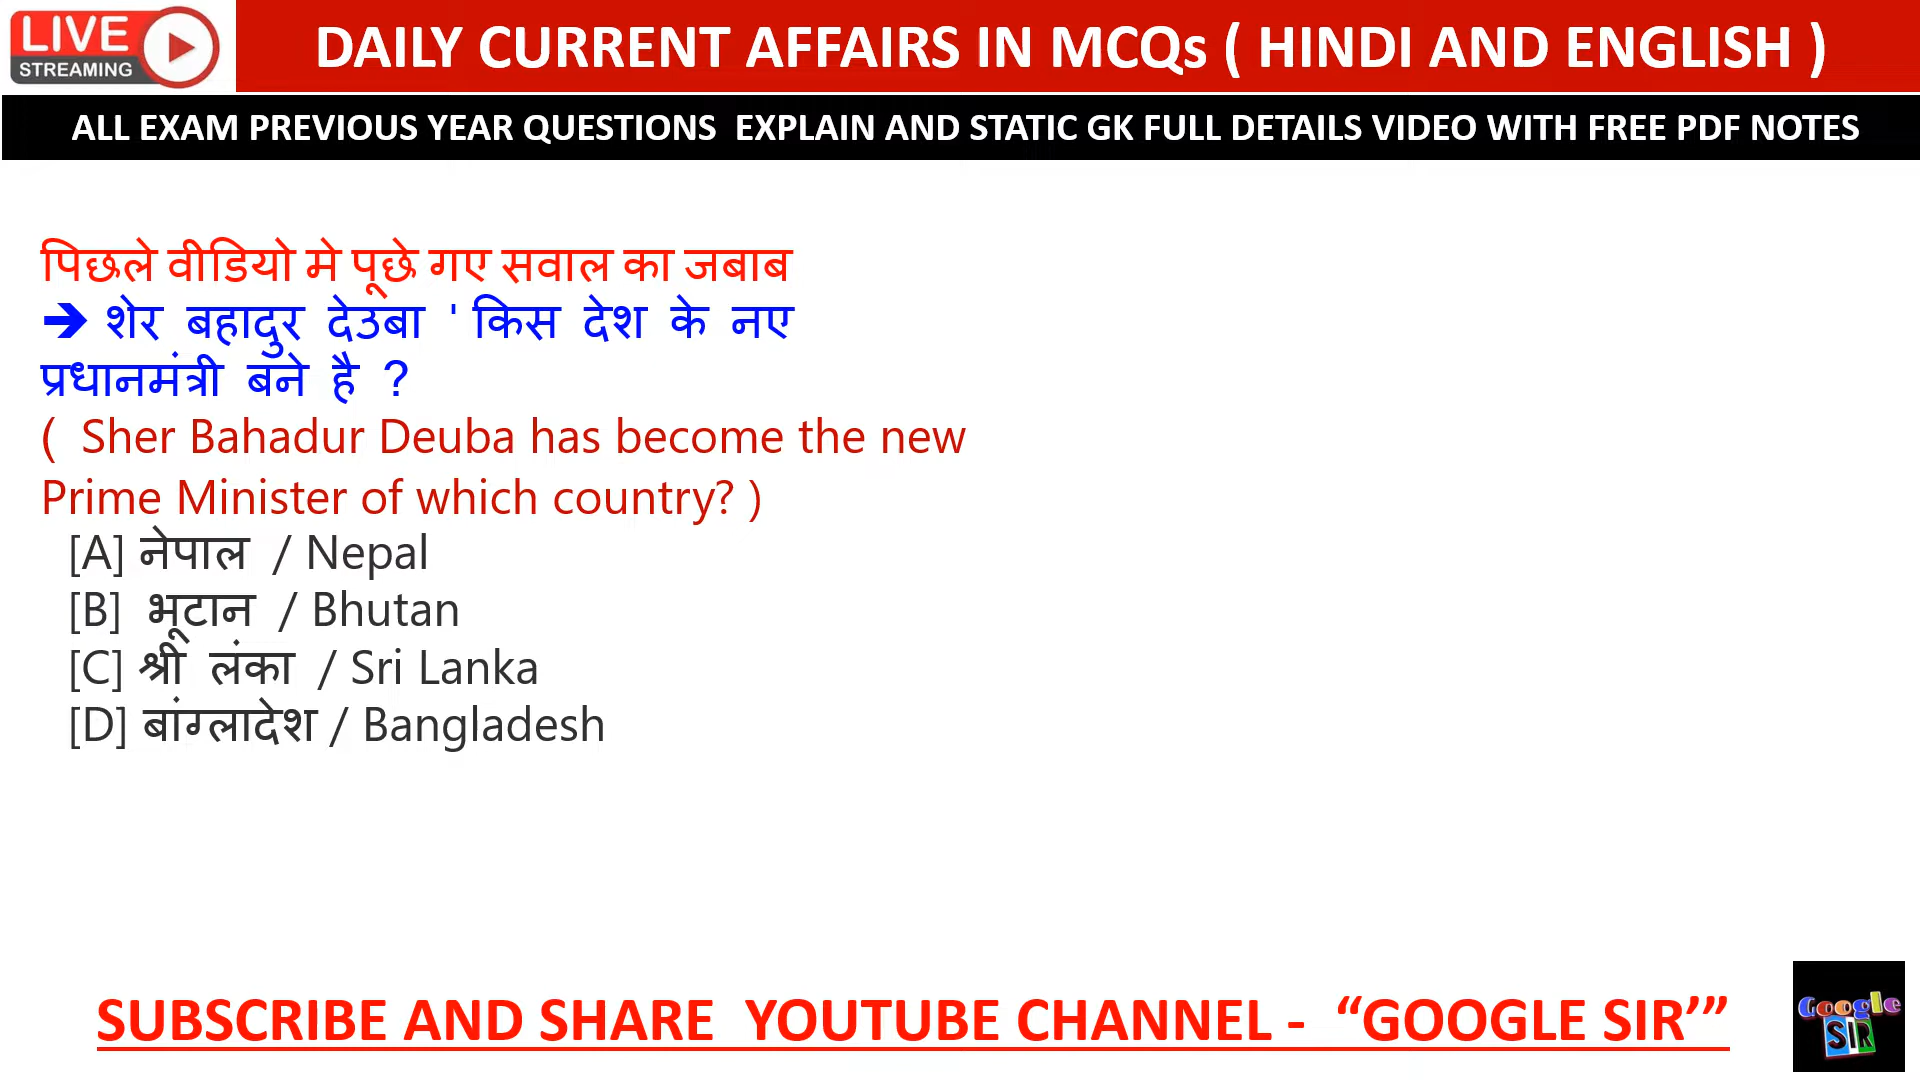 LIVE
STREAMING
DAILY CURRENT AFFAIRS IN MCQs ( HINDI AND ENGLISH )
ALL EXAM PREVIOUS YEAR QUESTIONS EXPLAIN AND STATIC GK FULL DETAILS VIDEO WITH FREE PDF NOTES
पिछले वीडियो मे पूछे गए सवाल का जबाब
➔ शेर बहादुर देउबा ' किस देश के नए
प्रधानमंत्री बने है ?
( Sher Bahadur Deuba has become the new
Prime Minister of which country? )
[A] नेपाल / Nepal
[B] भूटान / Bhutan
[C] श्री लंका / Sri Lanka
[D] बांग्लादेश / Bangladesh
SUBSCRIBE AND SHARE YOUTUBE CHANNEL - “GOOGLE SIR’”
Google
SIR